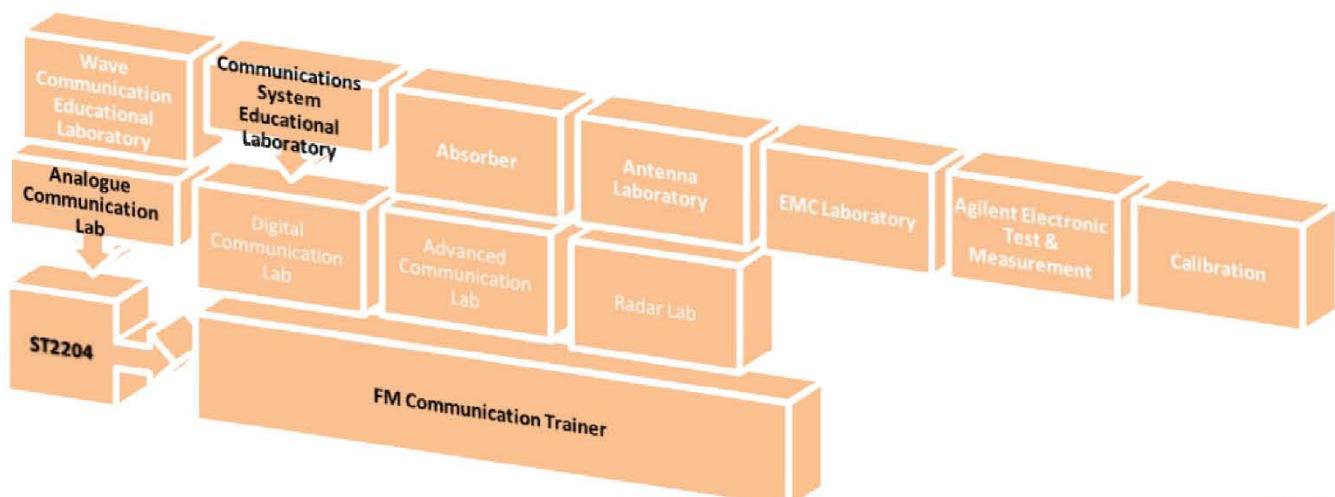 Wave
Communication
Educational
Laboratory
Communications
System
Educational
Laboratory
Absorber
Antenna
Laboratory
EMC Laboratory
Agilent Electronic
Test &
Measurement
Calibration
Analogue
Communication
Lab
Digital
Communication
Lab
Advanced
Communication
Lab
Radar Lab
ST2204
FM Communication Trainer